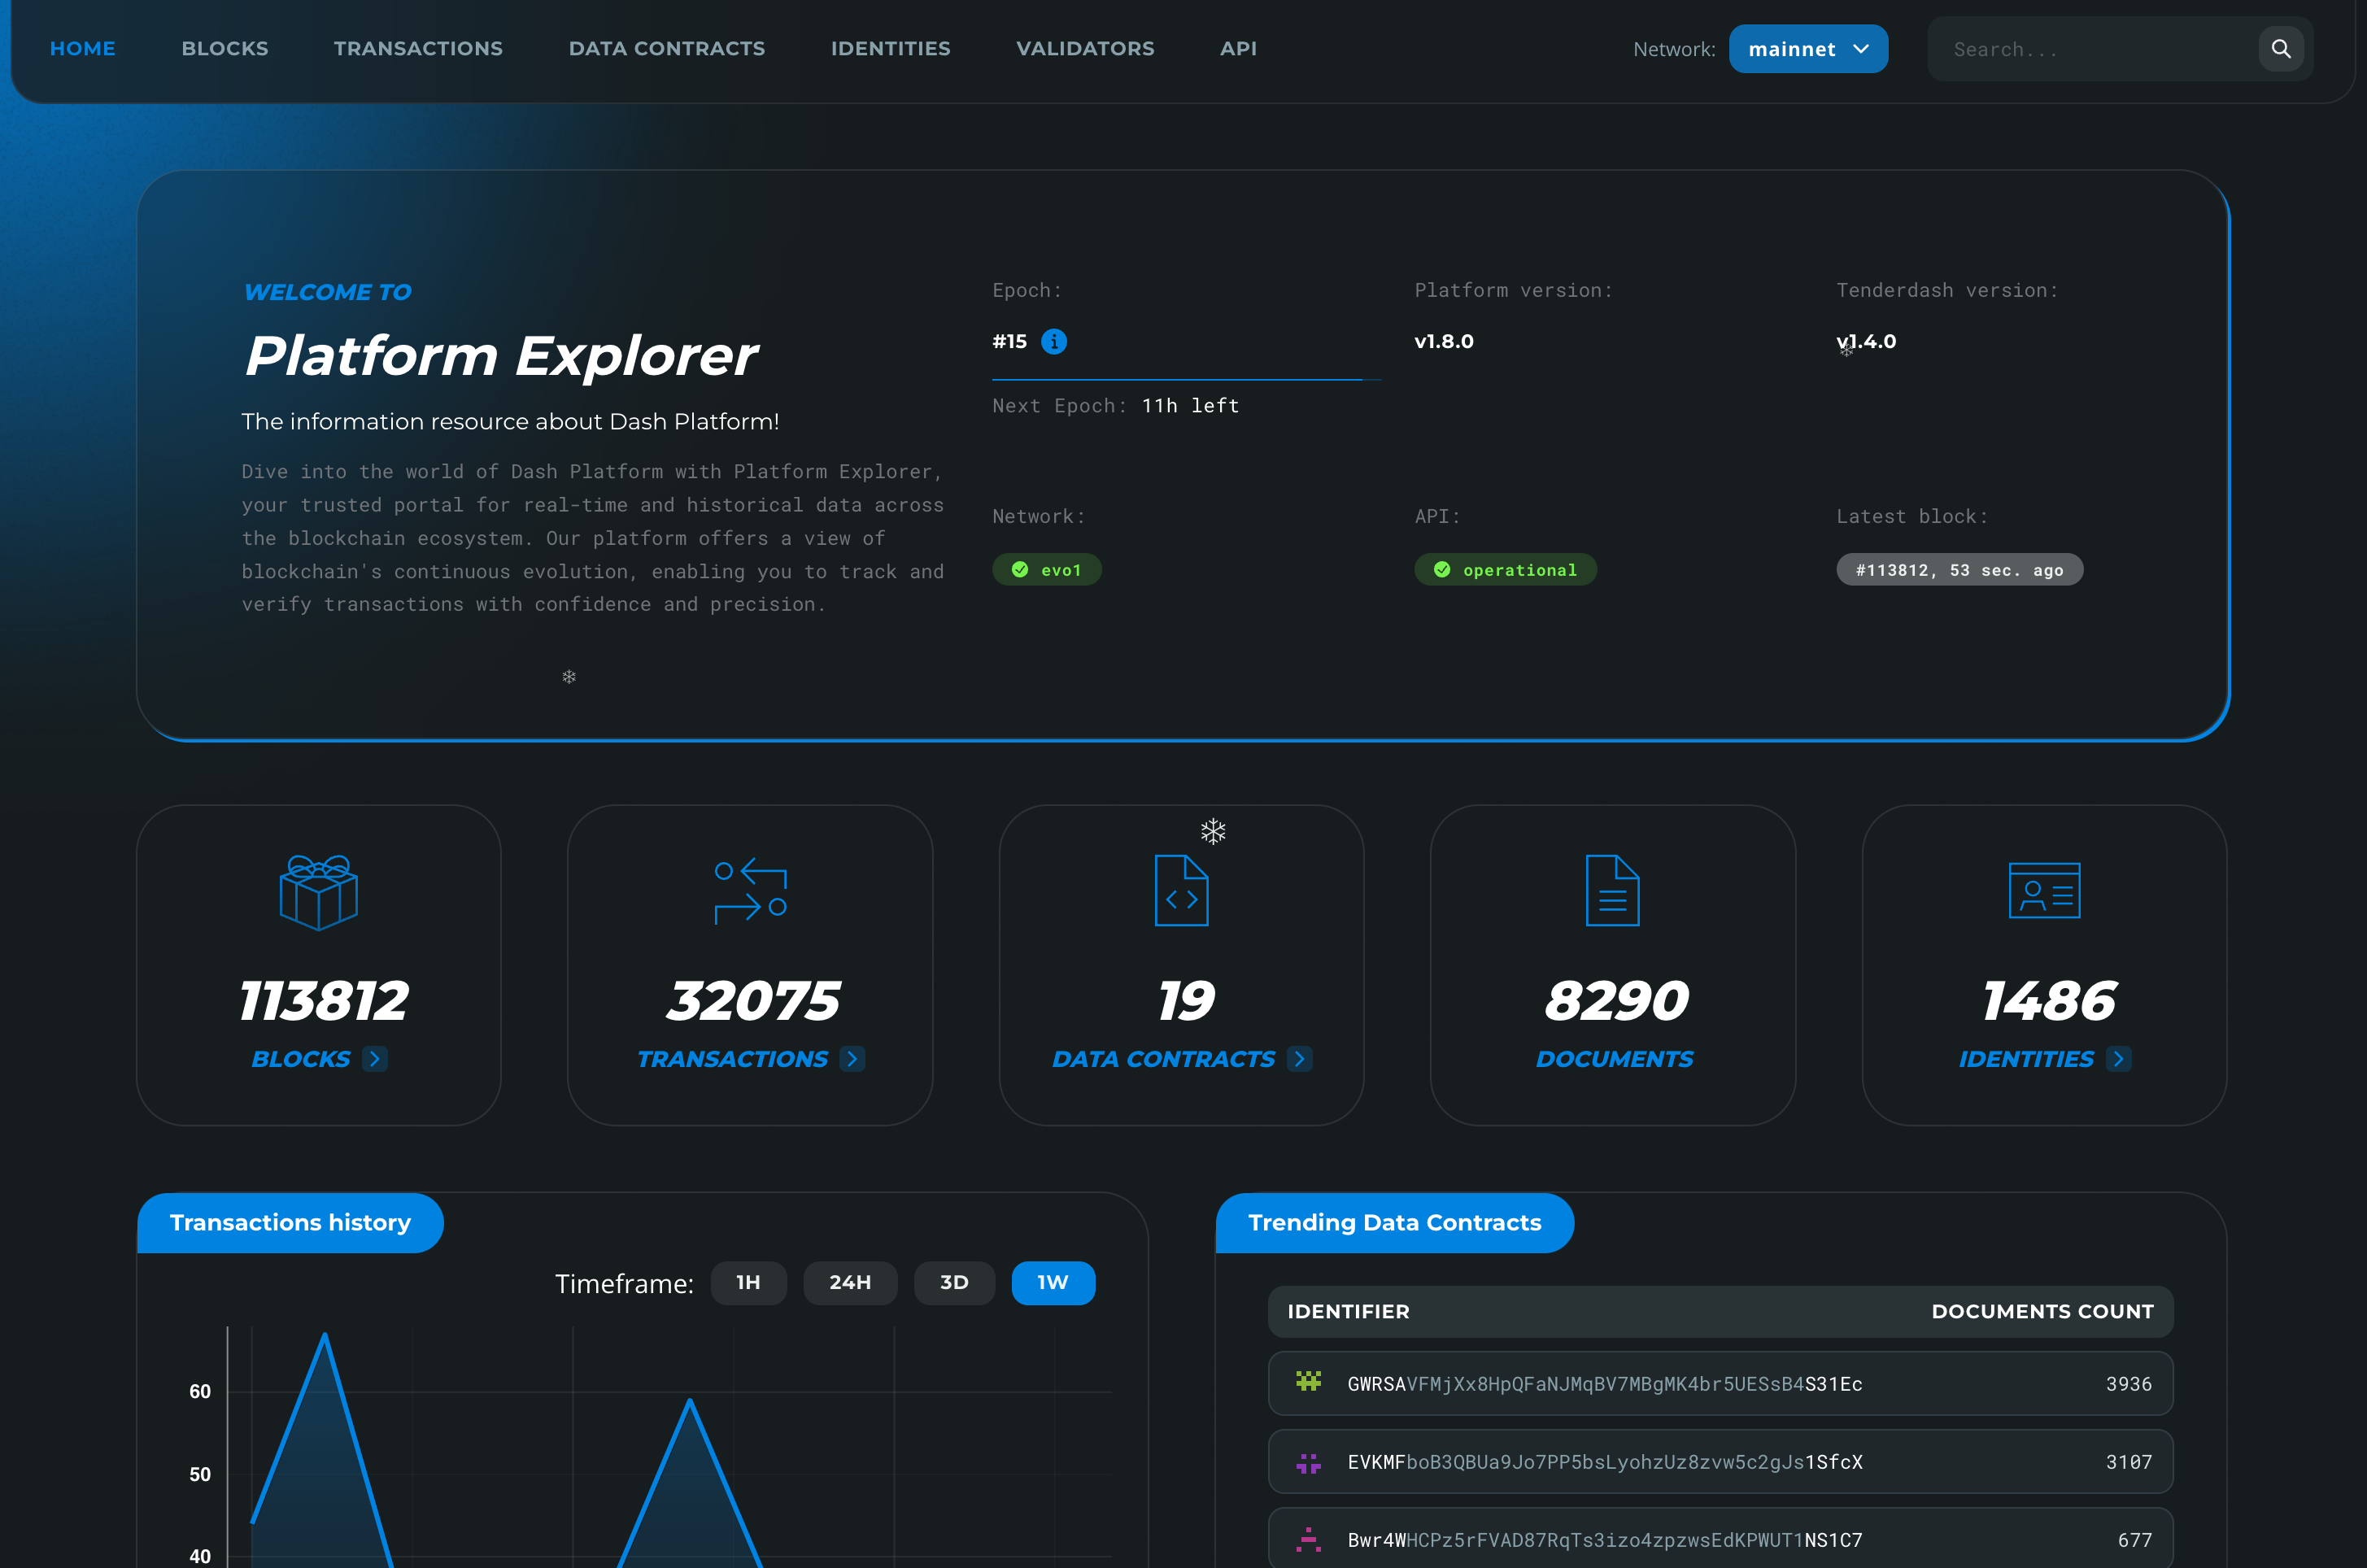 HOME BLOCKS TRANSACTIONS DATA CONTRACTS IDENTITIES VALIDATORS API Network: mainnet Search...
WELCOME TO
Platform Explorer
The information resource about Dash Platform!
Dive into the world of Dash Platform with Platform Explorer,
your trusted portal for real-time and historical data across
the blockchain ecosystem. Our platform offers a view of
blockchain's continuous evolution, enabling you to track and
verify transactions with confidence and precision.
Epoch:
#15
Next Epoch: 11h left
Platform version:
v1.8.0
Tenderdash version:
v1.4.0
Network:
evo1
API:
operational
Latest block:
#113812, 53 sec. ago
113812
BLOCKS
32075
TRANSACTIONS
19
DATA CONTRACTS
8290
DOCUMENTS
1486
IDENTITIES
Transactions history
Timeframe: 1H 24H 3D 1W
60
50
40
Trending Data Contracts
IDENTIFIER DOCUMENTS COUNT
GWRSAVFMjXx8HpQFaNJMqBV7MBgMK4br5UESsB4S31Ec 3936
EVKMFboB3QBUa9Jo7PP5bsLyohzUz8zvw5c2gJs1SfcX 3107
Bwr4WHCPz5rFVAD87RqTs3izo4zpzwsEdKPWUT1NS1C7 677